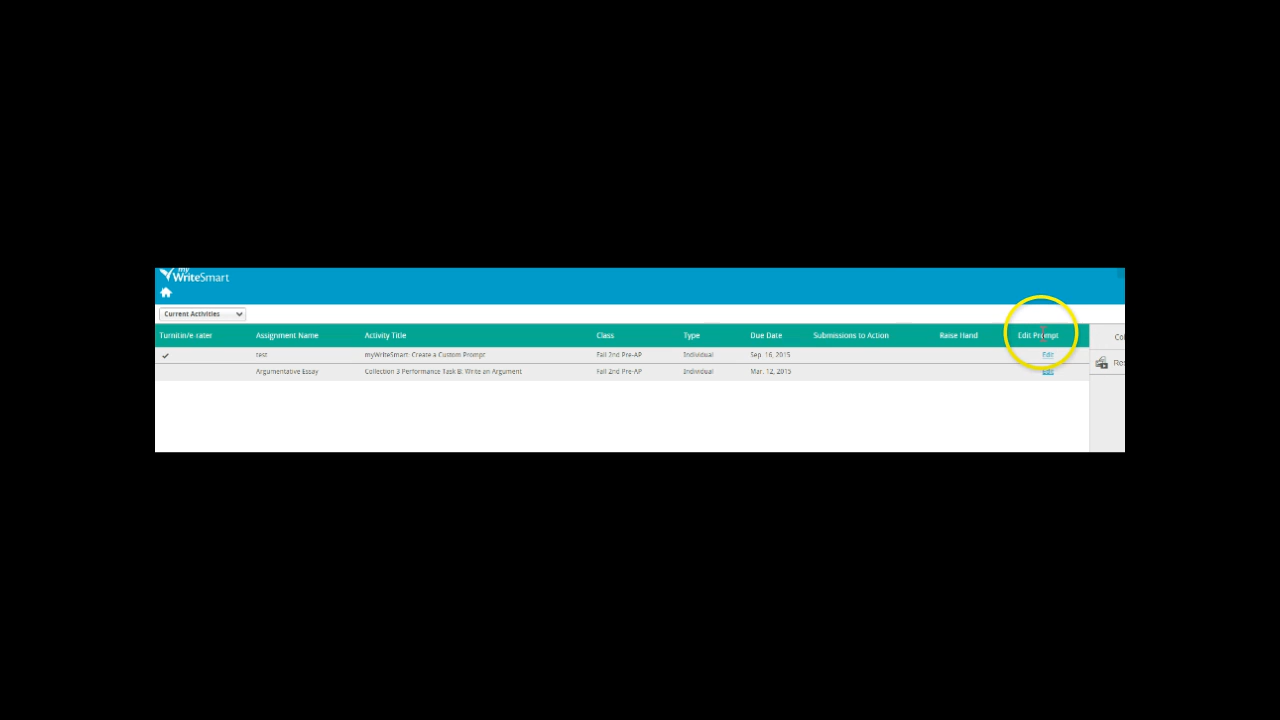 my
WriteSmart
Current Activities
Turnitin/e-rater Assignment Name Activity Title Class Type Due Date Submissions to Action Raise Hand Edit Prompt
test myWriteSmart: Create a Custom Prompt Fall 2nd Pre-AP Individual Sep. 16, 2015 Edit
Argumentative Essay Collection 3 Performance Task B: Write an Argument Fall 2nd Pre-AP Individual Mar. 12, 2015 Edit